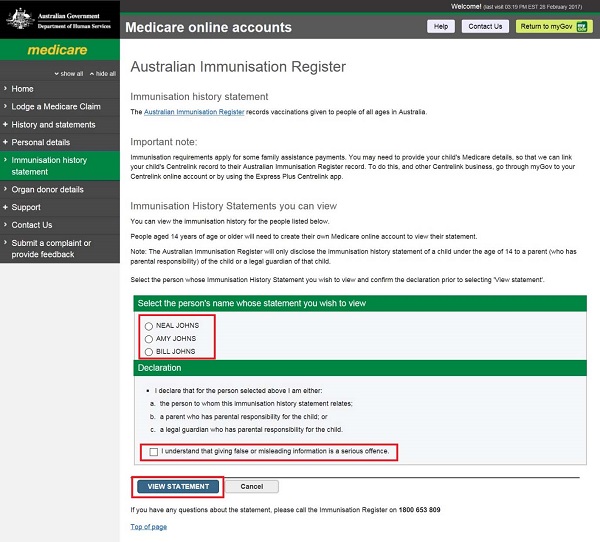 Australian Government
Department of Human Services
medicare
show all hide all
Home
Lodge a Medicare Claim
History and statements
Personal details
Immunisation history
statement
Organ donor details
Support
Contact Us
Submit a complaint or
provide feedback
Welcome! (last visit 03:19 PM EST 28 February 2017)
Medicare online accounts
Help
Contact Us
Return to myGov
Australian Immunisation Register
Immunisation history statement
The Australian Immunisation Register records vaccinations given to people of all ages in Australia.
Important note:
Immunisation requirements apply for some family assistance payments. You may need to provide your child's Medicare details, so that we can link
your child's Centrelink record to their Australian Immunisation Register record. To do this, and other Centrelink business, go through myGov to your
Centrelink online account or by using the Express Plus Centrelink app.
Immunisation History Statements you can view
You can view the immunisation history for the people listed below.
People aged 14 years of age or older will need to create their own Medicare online account to view their statement.
Note: The Australian Immunisation Register will only disclose the immunisation history statement of a child under the age of 14 to a parent (who has
parental responsibility) of the child or a legal guardian of that child.
Select the person whose Immunisation History Statement you wish to view and confirm the declaration prior to selecting 'View statement'.
Select the person's name whose statement you wish to view
NEAL JOHNS
AMY JOHNS
BILL JOHNS
Declaration
• I declare that for the person selected above I am either:
a. the person to whom this immunisation history statement relates;
b. a parent who has parental responsibility for the child; or
c. a legal guardian who has parental responsibility for the child.
I understand that giving false or misleading information is a serious offence.
VIEW STATEMENT
Cancel
If you have any questions about the statement, please call the Immunisation Register on 1800 653 809
Top of page